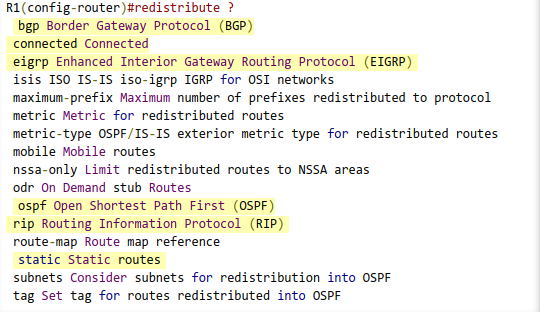 R1(config-router)#redistribute ?
bgp Border Gateway Protocol (BGP)
connected Connected
eigrp Enhanced Interior Gateway Routing Protocol (EIGRP)
isis ISO IS-IS iso-igrp IGRP for OSI networks
maximum-prefix Maximum number of prefixes redistributed to protocol
metric Metric for redistributed routes
metric-type OSPF/IS-IS exterior metric type for redistributed routes
mobile Mobile routes
nssa-only Limit redistributed routes to NSSA areas
odr On Demand stub Routes
ospf Open Shortest Path First (OSPF)
rip Routing Information Protocol (RIP)
route-map Route map reference
static Static routes
subnets Consider subnets for redistribution into OSPF
tag Set tag for routes redistributed into OSPF